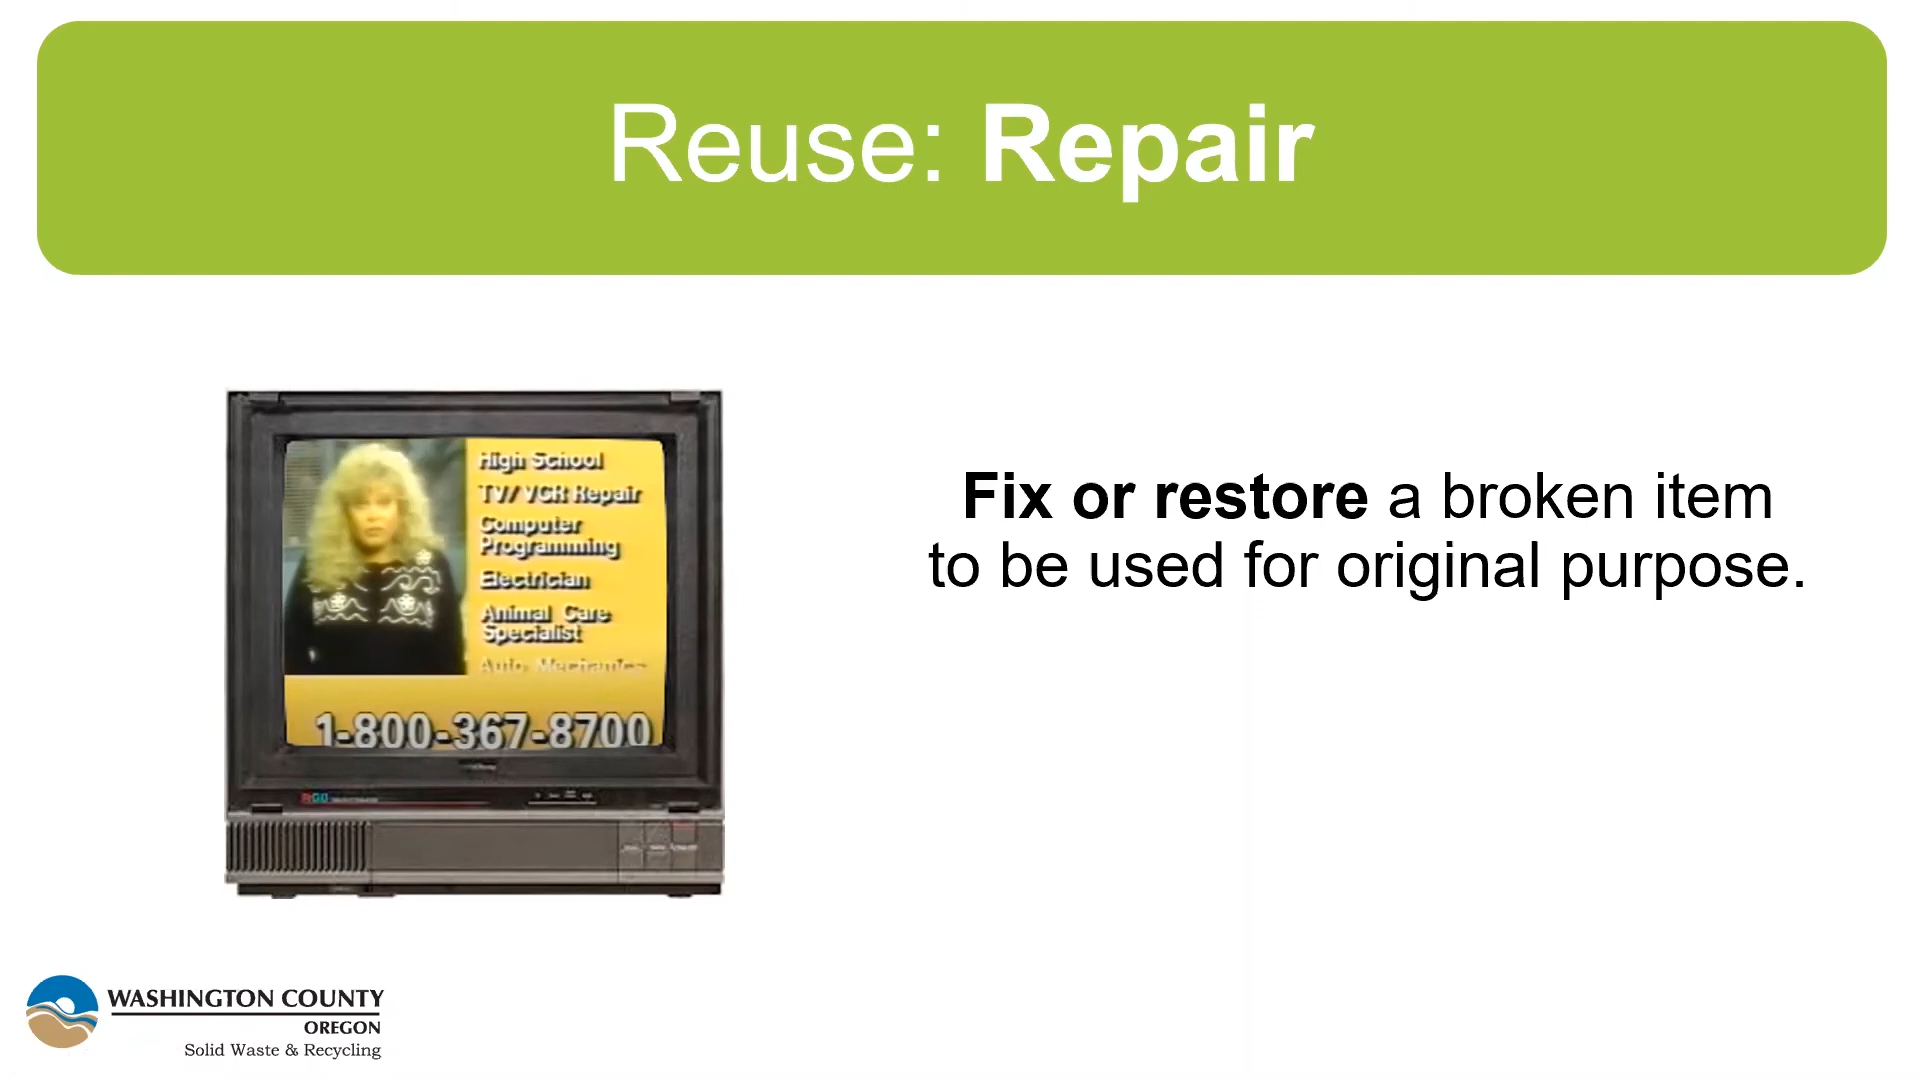 Reuse: Repair
High School
TV/VCR Repair
Computer
Programming
Electrician
Animal Care
Specialist
Auto Mechanics
1-800-367-8700
Fix or restore a broken item
to be used for original purpose.
WASHINGTON COUNTY
OREGON
Solid Waste & Recycling